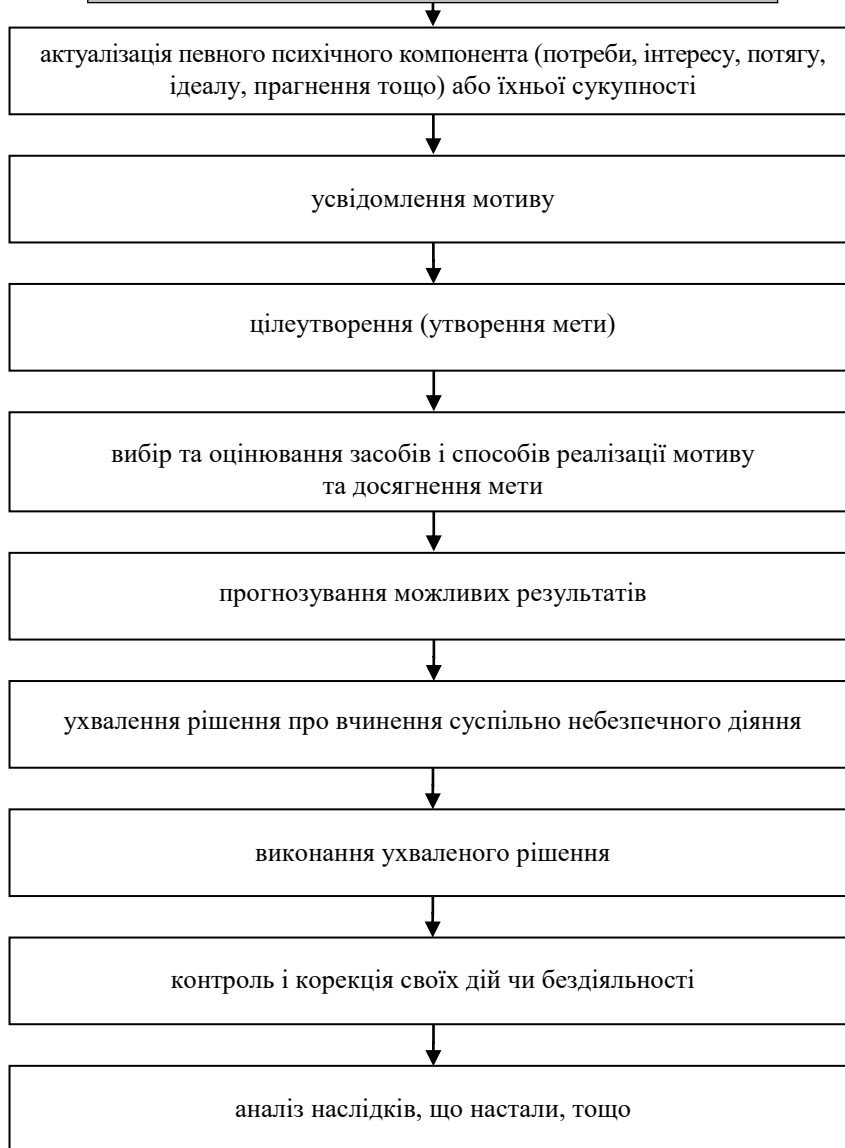 актуалізація певного психічного компонента (потреби, інтересу, потягу,
ідеалу, прагнення тощо) або їхньої сукупності
усвідомлення мотиву
цілеутворення (утворення мети)
вибір та оцінювання засобів і способів реалізації мотиву
та досягнення мети
прогнозування можливих результатів
ухвалення рішення про вчинення суспільно небезпечного діяння
виконання ухваленого рішення
контроль і корекція своїх дій чи бездіяльності
аналіз наслідків, що настали, тощо